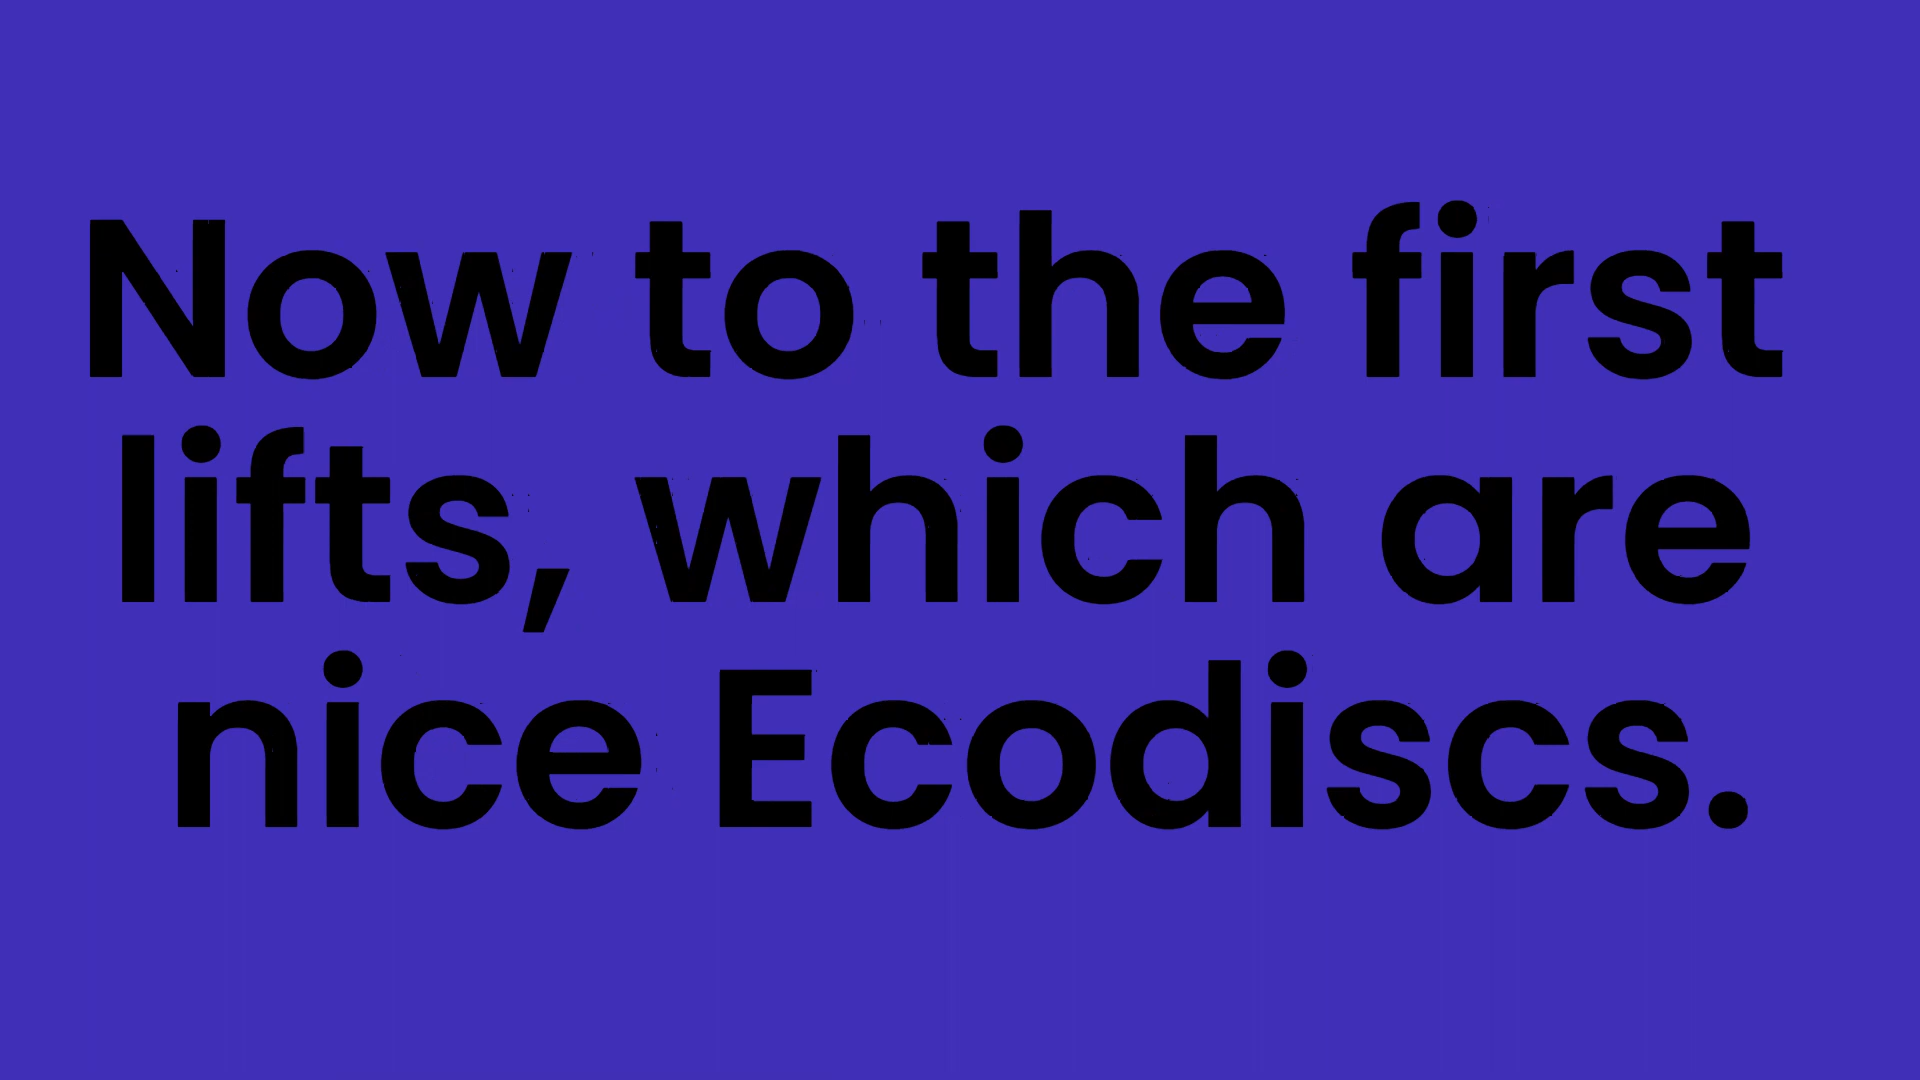 Now to the first
lifts, which are
nice Ecodiscs.